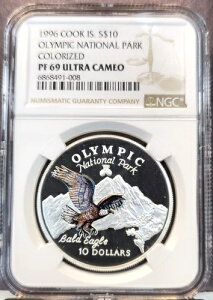 1996 COOK IS. S$10
OLYMPIC NATIONAL PARK
COLORIZED
PF 69 ULTRA CAMEO
6868491-008
NUMISMATIC GUARANTY COMPANY
NGC
OLYMPIC
National Park
Bald Eagle
10 DOLLARS